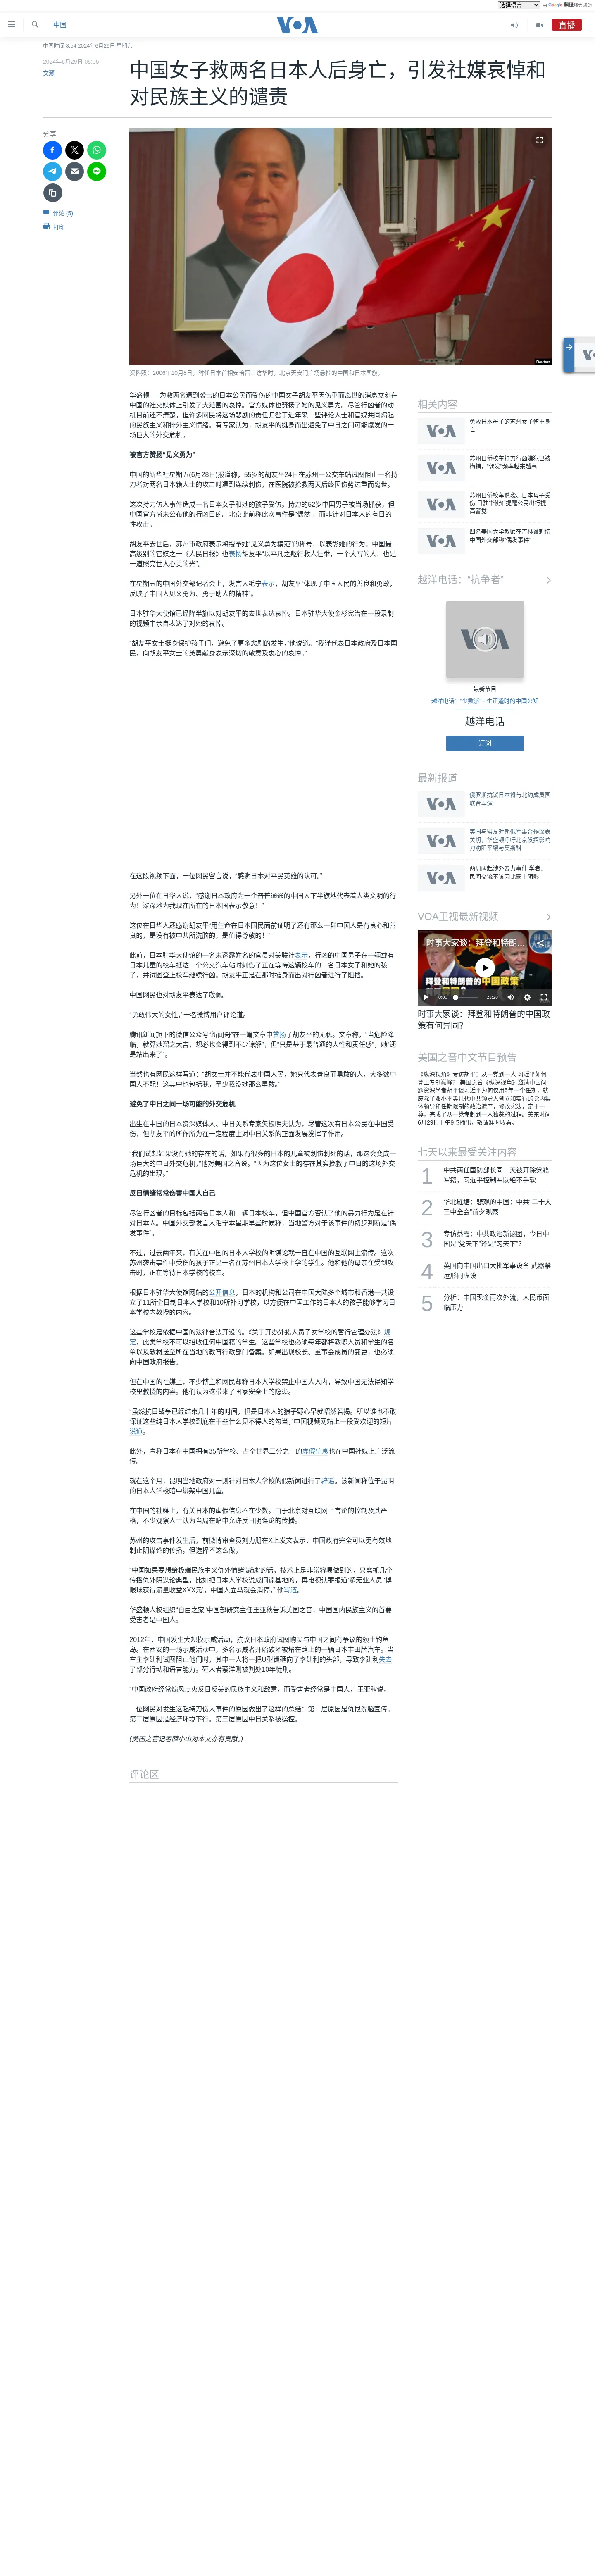 选择语言 由 Google 翻译强力驱动
中国
VOA
直播
中国时间 8:54 2024年6月29日 星期六
2024年6月29日 05:05
文灏
中国女子救两名日本人后身亡，引发社媒哀悼和
对民族主义的谴责
分享
评论 (5)
打印
Reuters
资料照：2008年10月8日，时任日本首相安倍晋三访华时，北京天安门广场悬挂的中国和日本国旗。
华盛顿 — 为救两名遭到袭击的日本公民而受伤的中国女子胡友平因伤重而离世的消息立刻在
中国的社交媒体上引发了大范围的哀悼。官方媒体也赞扬了她的见义勇为。尽管行凶者的动
机目前还不清楚，但许多网民将这场悲剧的责任归咎于近年来一些评论人士和官媒共同煽起
的民族主义和排外主义情绪。有专家认为，胡友平的挺身而出避免了中日之间可能爆发的一
场巨大的外交危机。
被官方赞扬“见义勇为”
中国的新华社星期五(6月28日)报道称，55岁的胡友平24日在苏州一公交车站试图阻止一名持
刀者对两名日本籍人士的攻击时遭到连续刺伤，在医院被抢救两天后终因伤势过重而离世。
这次持刀伤人事件造成一名日本女子和她的孩子受伤。持刀的52岁中国男子被当场抓获，但
中国官方尚未公布他的行凶目的。北京此前称此次事件是“偶然”，而非针对日本人的有目的
性攻击。
胡友平去世后，苏州市政府表示将授予她“见义勇为模范”的称号，以表彰她的行为。中国最
高级别的官媒之一《人民日报》也表扬胡友平“以平凡之躯行救人壮举，一个大写的人，也是
一道照亮世人心灵的光”。
在星期五的中国外交部记者会上，发言人毛宁表示，胡友平“体现了中国人民的善良和勇敢，
反映了中国人见义勇为、勇于助人的精神”。
日本驻华大使馆已经降半旗以对胡友平的去世表达哀悼。日本驻华大使金杉宪治在一段录制
的视频中亲自表达了对她的哀悼。
“胡友平女士挺身保护孩子们，避免了更多悲剧的发生，”他说道。“我谨代表日本政府及日本国
民，向胡友平女士的英勇献身表示深切的敬意及衷心的哀悼。”
在这段视频下面，一位网民留言说，“感谢日本对平民英雄的认可。”
另外一位在日华人说，“感谢日本政府为一个普普通通的中国人下半旗地代表着人类文明的行
为！深深地为我现在所在的日本国表示敬意！”
这位在日华人还感谢胡友平“用生命在日本国民面前证明了还有那么一群中国人是有良心和善
良的，是没有被中共所洗脑的，是值得尊敬的！”
此前，日本驻华大使馆的一名未透露姓名的官员对美联社表示，行凶的中国男子在一辆载有
日本儿童的校车抵达一个公交汽车站时刺伤了正在等待这辆校车的一名日本女子和她的孩
子，并试图登上校车继续行凶。胡友平正是在那时挺身而出对行凶者进行了阻挡。
中国网民也对胡友平表达了敬佩。
“勇敢伟大的女性，”一名微博用户评论道。
腾讯新闻旗下的微信公众号“新闻哥”在一篇文章中赞扬了胡友平的无私。文章称，“当危险降
临，就算她溜之大吉，想必也会得到不少谅解”，但“只是基于最普通的人性和责任感”，她“还
是站出来了”。
当然也有网民这样写道：“胡女士并不能代表中国人民，她只代表善良而勇敢的人，大多数中
国人不配！这其中也包括我，至少我没她那么勇敢。”
避免了中日之间一场可能的外交危机
出生在中国的日本资深媒体人、中日关系专家矢板明夫认为，尽管这次有日本公民在中国受
伤，但胡友平的所作所为在一定程度上对中日关系的正面发展发挥了作用。
“我们试想如果没有她的存在的话，如果有很多的日本的儿童被刺伤刺死的话，那这会变成一
场巨大的中日外交危机，”他对美国之音说。“因为这位女士的存在其实挽救了中日的这场外交
危机的出现。”
反日情绪常常伤害中国人自己
尽管行凶者的目标包括两名日本人和一辆日本校车，但中国官方否认了他的暴力行为是在针
对日本人。中国外交部发言人毛宁本星期早些时候称，当地警方对于该事件的初步判断是“偶
发事件”。
不过，过去两年来，有关在中国的日本人学校的阴谋论就一直在中国的互联网上流传。这次
苏州袭击事件中受伤的孩子正是一名在苏州日本人学校上学的学生。他和他的母亲在受到攻
击时，正在等待日本学校的校车。
根据日本驻华大使馆网站的公开信息，日本的机构和公司在中国大陆多个城市和香港一共设
立了11所全日制日本人学校和10所补习学校，以方便在中国工作的日本人的孩子能够学习日
本学校内教授的内容。
这些学校是依据中国的法律合法开设的。《关于开办外籍人员子女学校的暂行管理办法》规
定，此类学校不可以招收任何中国籍的学生。这些学校也必须每年都将教职人员和学生的名
单以及教材送至所在当地的教育行政部门备案。如果出现校长、董事会成员的变更，也必须
向中国政府报告。
但在中国的社媒上，不少博主和网民却称日本人学校禁止中国人入内，导致中国无法得知学
校里教授的内容。他们认为这带来了国家安全上的隐患。
“虽然抗日战争已经结束几十年的时间，但是日本人的狼子野心早就昭然若揭。所以谁也不敢
保证这些纯日本人学校到底在干些什么见不得人的勾当，”中国视频网站上一段受欢迎的短片
说道。
此外，宣称日本在中国拥有35所学校、占全世界三分之一的虚假信息也在中国社媒上广泛流
传。
就在这个月，昆明当地政府对一则针对日本人学校的假新闻进行了辟谣。该新闻称位于昆明
的日本人学校暗中绑架中国儿童。
在中国的社媒上，有关日本的虚假信息不在少数。由于北京对互联网上言论的控制及其严
格，不少观察人士认为当局在暗中允许反日阴谋论的传播。
苏州的攻击事件发生后，前微博审查员刘力朋在X上发文表示，中国政府完全可以更有效地
制止阴谋论的传播，但选择不这么做。
“中国如果要想给极端民族主义仇外情绪‘减速’的话，技术上是非常容易做到的，只需抓几个
传播仇外阴谋论典型，比如把日本人学校说成间谍基地的，再电视认罪报道‘系无业人员’‘博
眼球获得流量收益XXX元’，中国人立马就会消停，” 他写道。
华盛顿人权组织“自由之家”中国部研究主任王亚秋告诉美国之音，中国国内民族主义的首要
受害者是中国人。
2012年，中国发生大规模示威活动，抗议日本政府试图购买与中国之间有争议的领土钓鱼
岛。在西安的一场示威活动中，多名示威者开始破坏被堵在路上的一辆日本丰田牌汽车。当
车主李建利试图阻止他们时，其中一人将一把U型锁砸向了李建利的头部，导致李建利失去
了部分行动和语言能力。砸人者蔡洋则被判处10年徒刑。
“中国政府经常煽风点火反日反美的民族主义和敌意，而受害者经常是中国人，” 王亚秋说。
一位网民对发生这起持刀伤人事件的原因做出了这样的总结：第一层原因是仇恨洗脑宣传。
第二层原因是经济环境下行。第三层原因中日关系被操控。
(美国之音记者薛小山对本文亦有贡献。)
评论区
相关内容
VOA
勇救日本母子的苏州女子伤重身
亡
VOA
苏州日侨校车持刀行凶嫌犯已被
拘捕，“偶发”频率越来越高
VOA
苏州日侨校车遭袭、日本母子受
伤 日驻华使馆提醒公民出行提
高警觉
VOA
四名美国大学教师在吉林遭刺伤
中国外交部称“偶发事件”
越洋电话：“抗争者”
VOA
最新节目
越洋电话：“少数派” - 生正逢时的中国公知
越洋电话
订阅
最新报道
VOA
俄罗斯抗议日本将与北约成员国
联合军演
VOA
美国与盟友对朝俄军事合作深表
关切，华盛顿呼吁北京发挥影响
力劝阻平壤与莫斯科
VOA
两周两起涉外暴力事件 学者：
民间交流不该因此蒙上阴影
VOA卫视最新视频
时事大家谈：拜登和特朗...
拜登和特朗普的中国政策
0:00 23:28
时事大家谈：拜登和特朗普的中国政
策有何异同？
美国之音中文节目预告
《纵深视角》专访胡平：从一党到一人 习近平如何
登上专制巅峰？ 美国之音《纵深视角》邀请中国问
题资深学者胡平谈习近平为何仅用5年一个任期，就
废除了邓小平等几代中共领导人创立和实行的党内集
体领导和任期限制的政治遗产，修改宪法，定于一
尊，完成了从一党专制到一人独裁的过程。美东时间
6月29日上午9点播出，敬请准时收看。
七天以来最受关注内容
1 中共两任国防部长同一天被开除党籍
军籍，习近平控制军队绝不手软
2 华北雁塘：悲观的中国：中共“二十大
三中全会”前夕观察
3 专访蔡霞：中共政治新谜团，今日中
国是“党天下”还是“习天下”？
4 英国向中国出口大批军事设备 武器禁
运形同虚设
5 分析：中国现金再次外流，人民币面
临压力